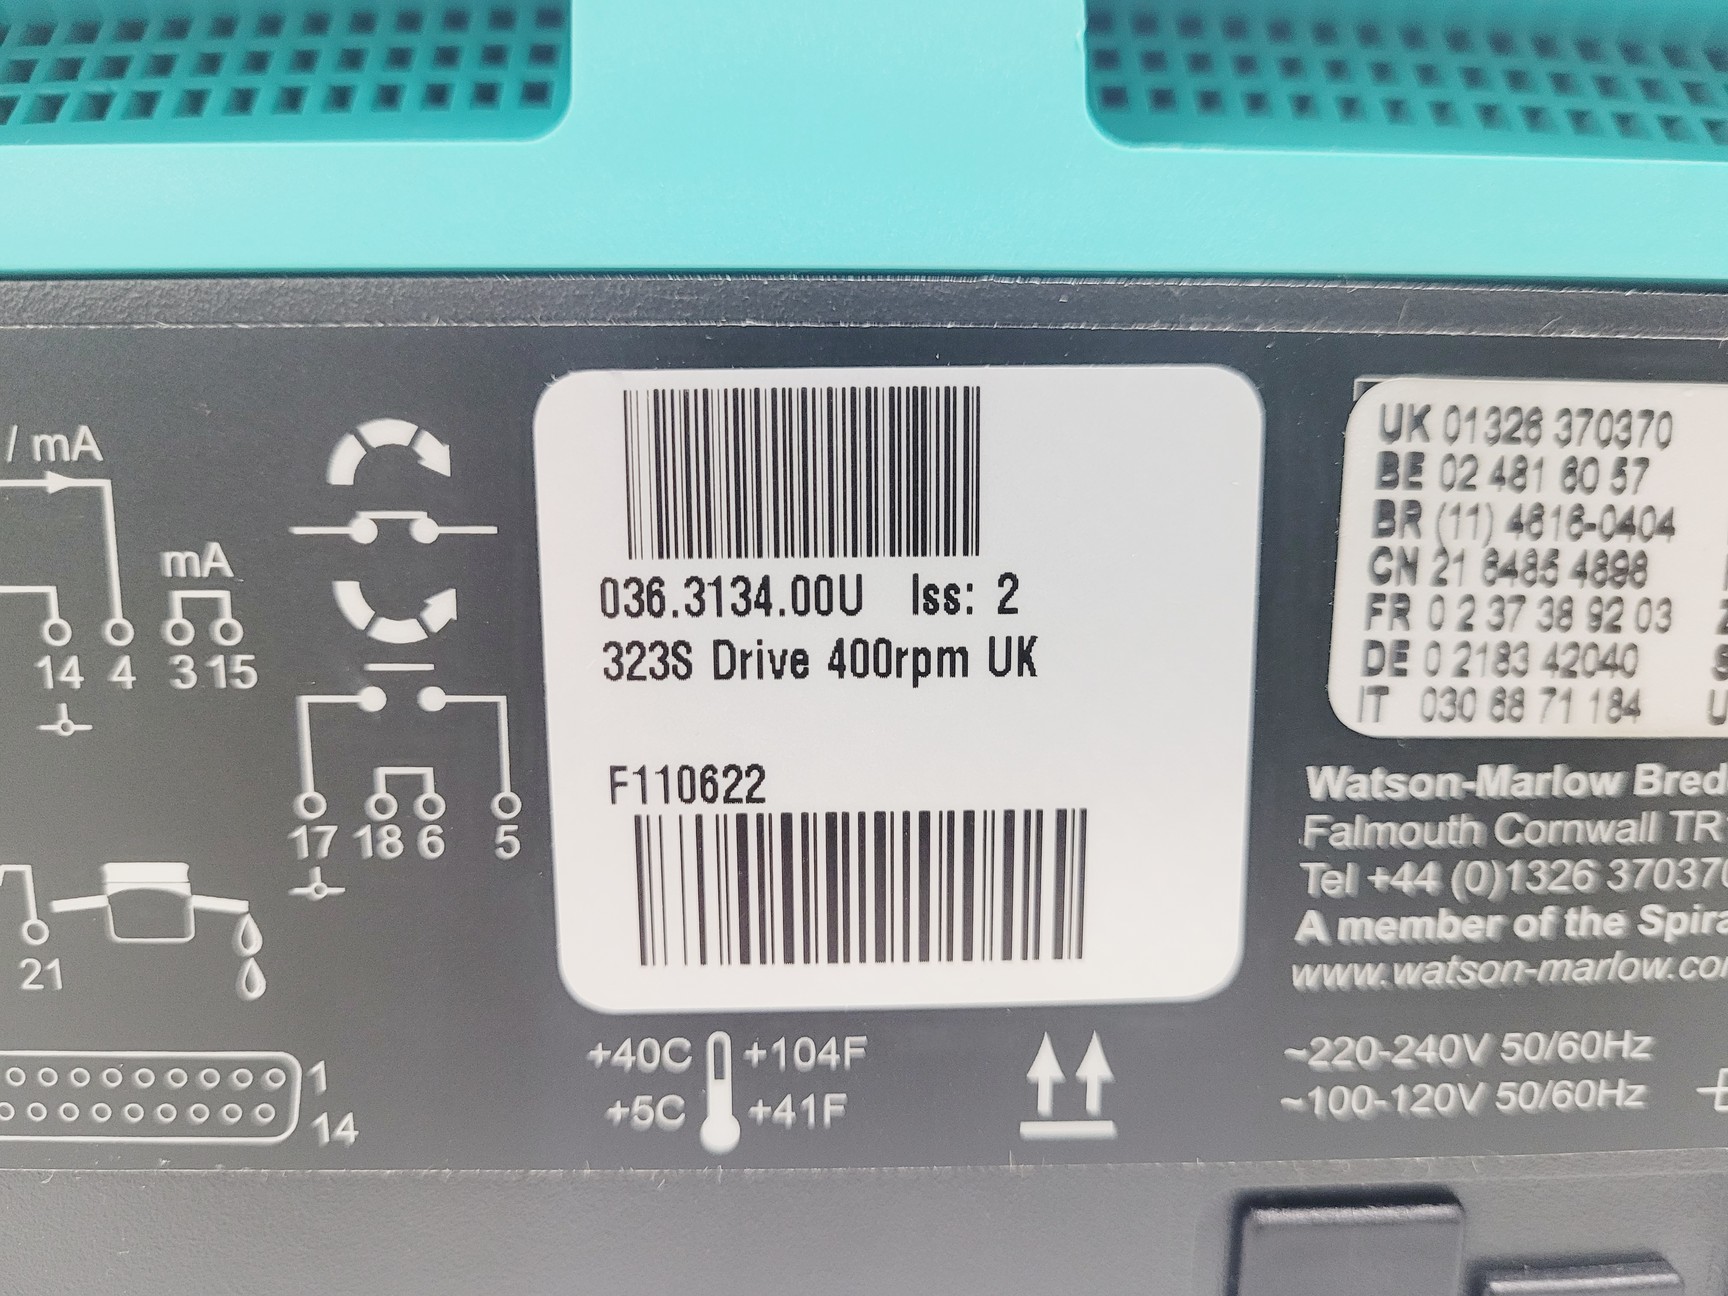 / mA
mA
14 4 3 15
17 18 6 5
21
1
14
036.3134.00U Iss: 2
323S Drive 400rpm UK
F110622
+40C +104F
+5C +41F
UK 01326 370370
BE 02 481 60 57
BR (11) 4616-0404
CN 21 6485 4898
FR 0 2 37 38 92 03
DE 0 2183 42040
IT 030 68 71 184
Watson-Marlow Bred
Falmouth Cornwall TR
Tel +44 (0)1326 370370
A member of the Spira
www.watson-marlow.com
~220-240V 50/60Hz
~100-120V 50/60Hz